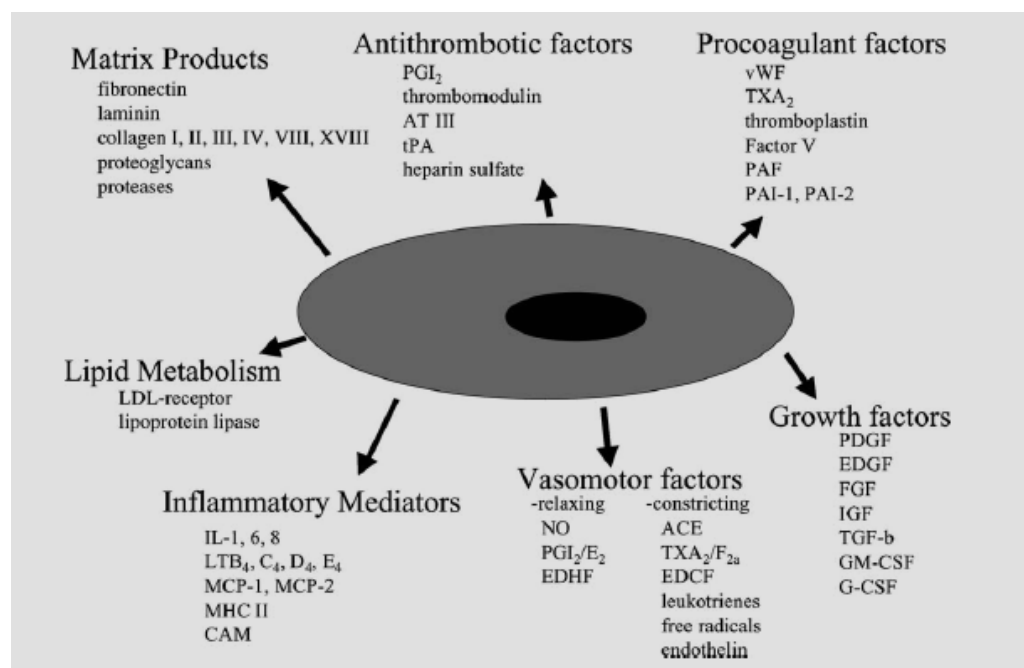 Matrix Products
fibronectin
laminin
collagen I, II, III, IV, VIII, XVIII
proteoglycans
proteases
Antithrombotic factors
PGI₂
thrombomodulin
AT III
tPA
heparin sulfate
Procoagulant factors
vWF
TXA₂
thromboplastin
Factor V
PAF
PAI-1, PAI-2
Lipid Metabolism
LDL-receptor
lipoprotein lipase
Inflammatory Mediators
IL-1, 6, 8
LTB₄, C₄, D₄, E₄
MCP-1, MCP-2
MHC II
CAM
Vasomotor factors
-relaxing
NO
PGI₂/E₂
EDHF
-constricting
ACE
TXA₂/F₂ₐ
EDCF
leukotrienes
free radicals
endothelin
Growth factors
PDGF
EDGF
FGF
IGF
TGF-b
GM-CSF
G-CSF